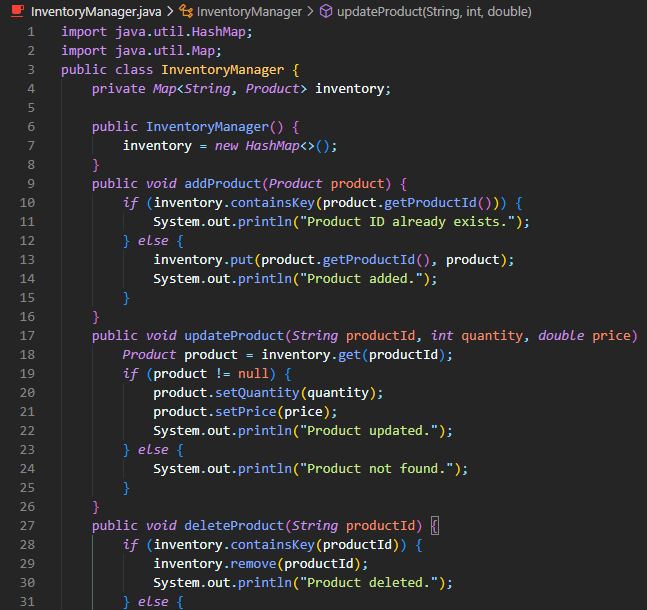 InventoryManager.java > InventoryManager > updateProduct(String, int, double)
1 import java.util.HashMap;
2 import java.util.Map;
3 public class InventoryManager {
4     private Map<String, Product> inventory;
5
6     public InventoryManager() {
7         inventory = new HashMap<>();
8     }
9     public void addProduct(Product product) {
10         if (inventory.containsKey(product.getProductId())) {
11             System.out.println("Product ID already exists.");
12         } else {
13             inventory.put(product.getProductId(), product);
14             System.out.println("Product added.");
15         }
16     }
17     public void updateProduct(String productId, int quantity, double price)
18         Product product = inventory.get(productId);
19         if (product != null) {
20             product.setQuantity(quantity);
21             product.setPrice(price);
22             System.out.println("Product updated.");
23         } else {
24             System.out.println("Product not found.");
25         }
26     }
27     public void deleteProduct(String productId) {
28         if (inventory.containsKey(productId)) {
29             inventory.remove(productId);
30             System.out.println("Product deleted.");
31         } else {